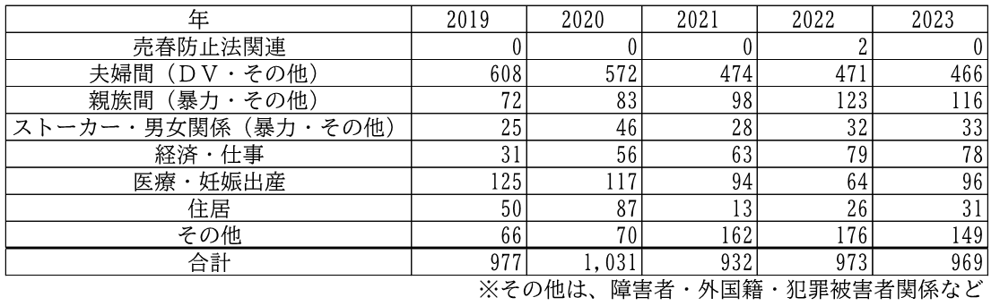 年 2019 2020 2021 2022 2023
売春防止法関連 0 0 0 2 0
夫婦間（ＤＶ・その他） 608 572 474 471 466
親族間（暴力・その他） 72 83 98 123 116
ストーカー・男女関係（暴力・その他） 25 46 28 32 33
経済・仕事 31 56 63 79 78
医療・妊娠出産 125 117 94 64 96
住居 50 87 13 26 31
その他 66 70 162 176 149
合計 977 1,031 932 973 969
※その他は、障害者・外国籍・犯罪被害者関係など